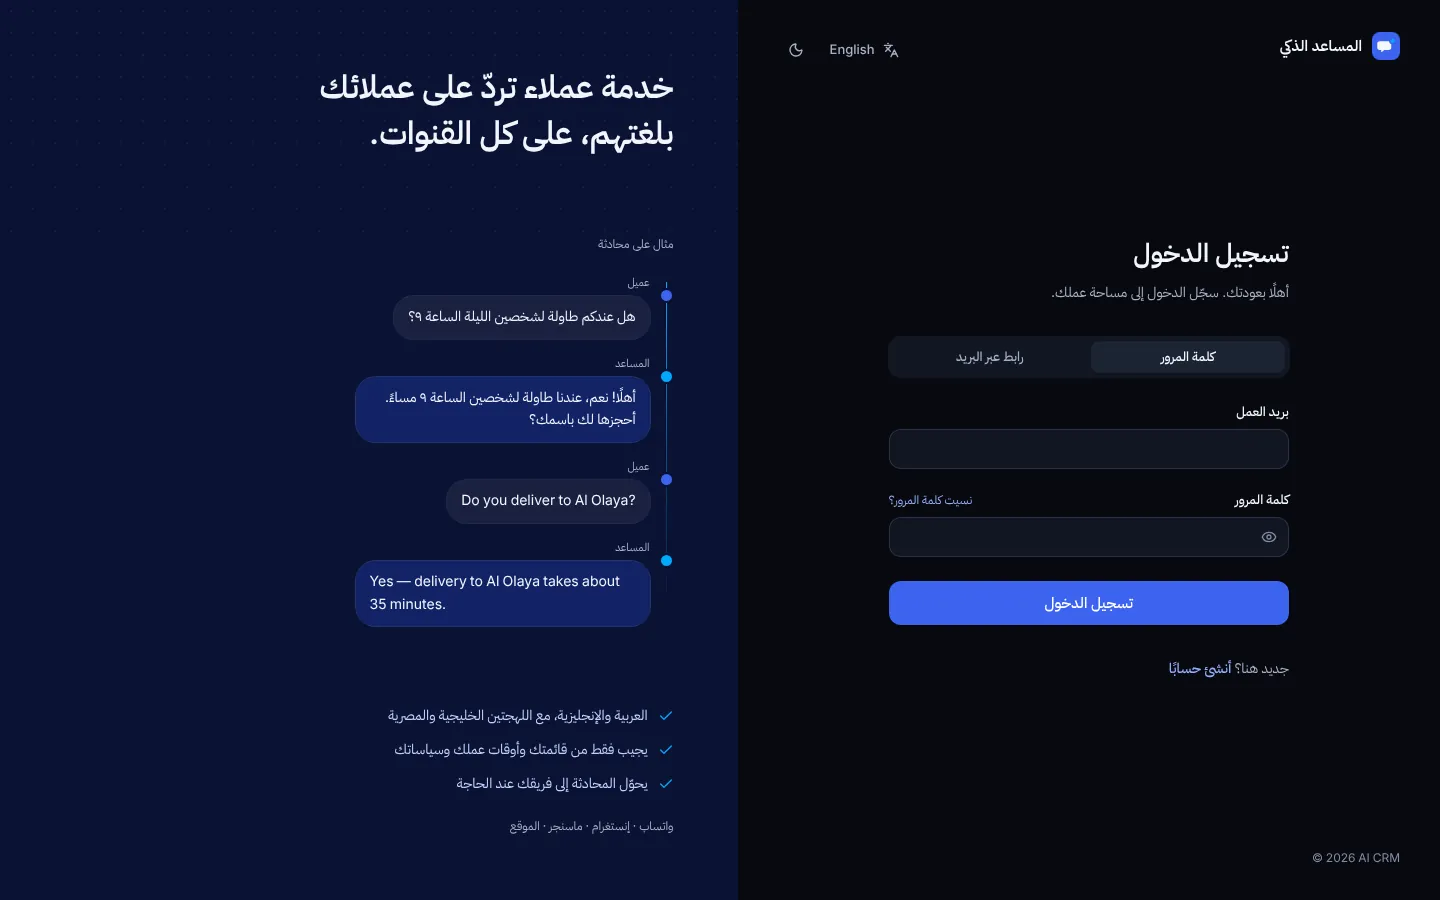 المساعد الذكي
English
تسجيل الدخول
أهلًا بعودتك. سجّل الدخول إلى مساحة عملك.
كلمة المرور
رابط عبر البريد
بريد العمل
كلمة المرور
نسيت كلمة المرور؟
تسجيل الدخول
جديد هنا؟ أنشئ حسابًا
© 2026 AI CRM
خدمة عملاء تردّ على عملائك
بلغتهم، على كل القنوات.
مثال على محادثة
عميل
هل عندكم طاولة لشخصين الليلة الساعة ٩؟
المساعد
أهلًا! نعم، عندنا طاولة لشخصين الساعة ٩ مساءً.
أحجزها لك باسمك؟
عميل
Do you deliver to Al Olaya?
المساعد
Yes — delivery to Al Olaya takes about
35 minutes.
العربية والإنجليزية، مع اللهجتين الخليجية والمصرية
يجيب فقط من قائمتك وأوقات عملك وسياساتك
يحوّل المحادثة إلى فريقك عند الحاجة
واتساب · إنستغرام · ماسنجر · الموقع